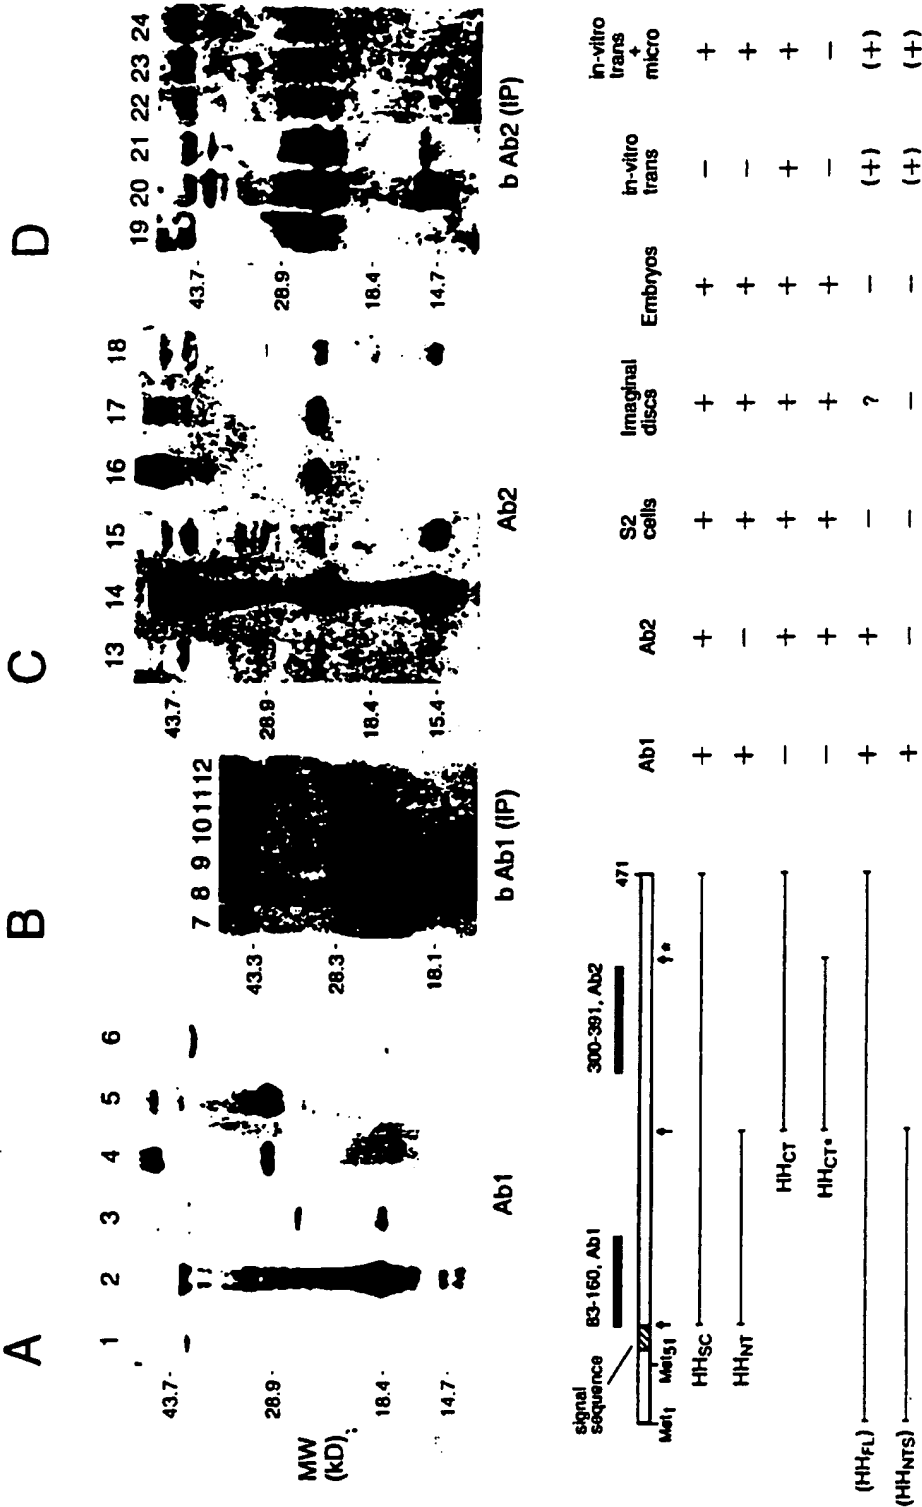 A
1 2 3 4 5 6
MW
(kD)
43.7 -
28.9 -
18.4 -
14.7 -
Ab1
B
7 8 9 10 11 12
43.3 -
28.3 -
18.1 -
b Ab1 (IP)
C
13 14 15 16 17 18
43.7 -
28.9 -
18.4 -
15.4 -
Ab2
D
19 20 21 22 23 24
43.7 -
28.9 -
18.4 -
14.7 -
b Ab2 (IP)
signal
sequence
83-160, Ab1
300-391, Ab2
471
Met1
Met51
*
Ab1 Ab2 S2 cells Imaginal discs Embryos in-vitro trans in-vitro trans + micro
HHSC + + + + + − +
HHNT + − + + + − +
HHCT − + + + + + +
HHCT* − + + + + − −
(HHFL) + + − ? − (+) (+)
(HHNTS) + − − − − (+) (+)